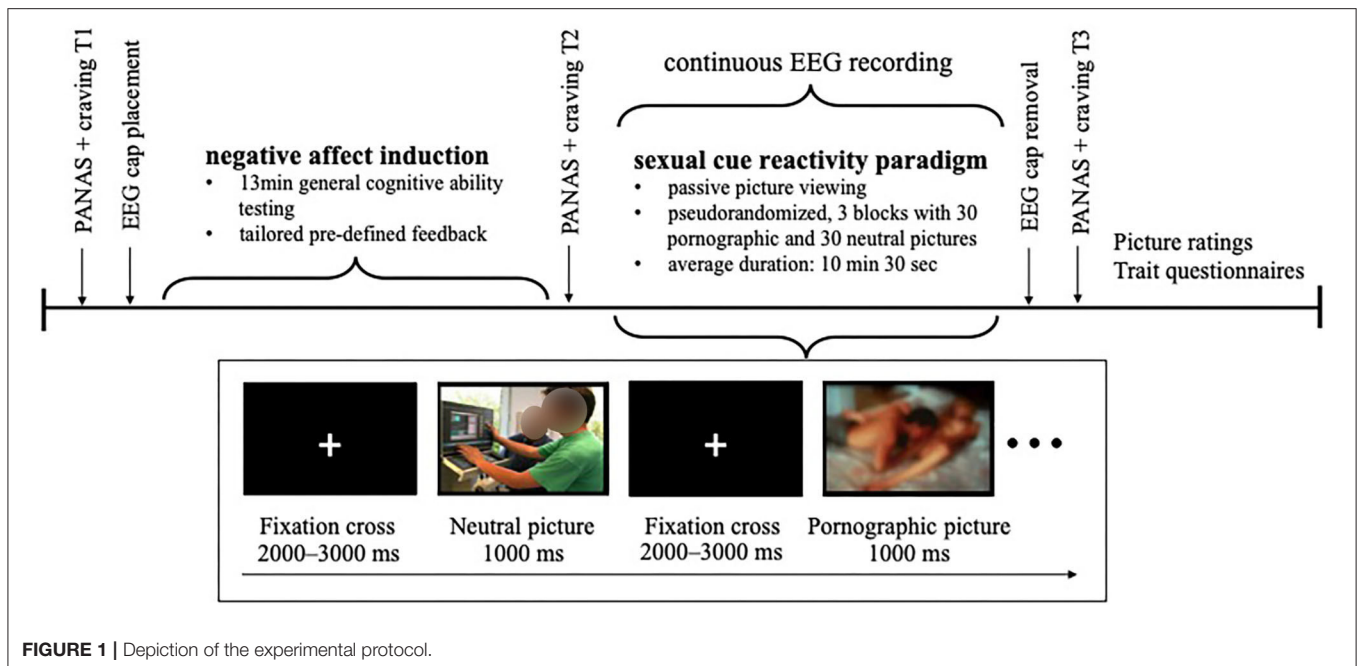 PANAS + craving T1
EEG cap placement
negative affect induction
• 13min general cognitive ability
testing
• tailored pre-defined feedback
PANAS + craving T2
continuous EEG recording
sexual cue reactivity paradigm
• passive picture viewing
• pseudorandomized, 3 blocks with 30
pornographic and 30 neutral pictures
• average duration: 10 min 30 sec
EEG cap removal
PANAS + craving T3
Picture ratings
Trait questionnaires
Fixation cross
2000–3000 ms
Neutral picture
1000 ms
Fixation cross
2000–3000 ms
Pornographic picture
1000 ms
FIGURE 1 | Depiction of the experimental protocol.